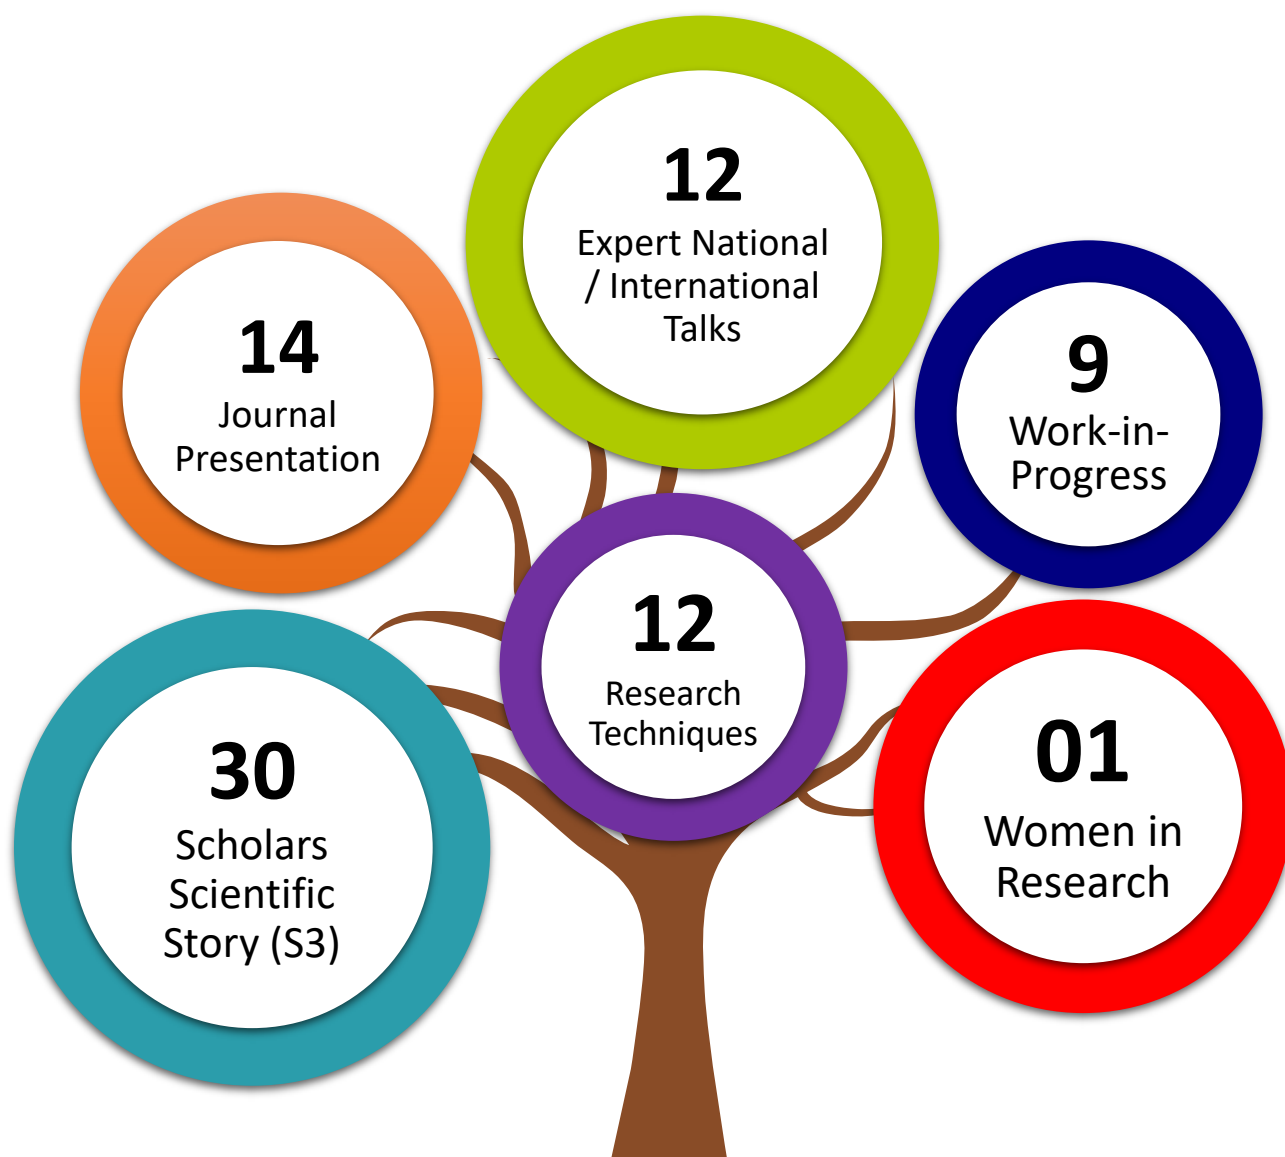 12
Expert National
/ International
Talks
14
Journal
Presentation
9
Work-in-
Progress
12
Research
Techniques
30
Scholars
Scientific
Story (S3)
01
Women in
Research